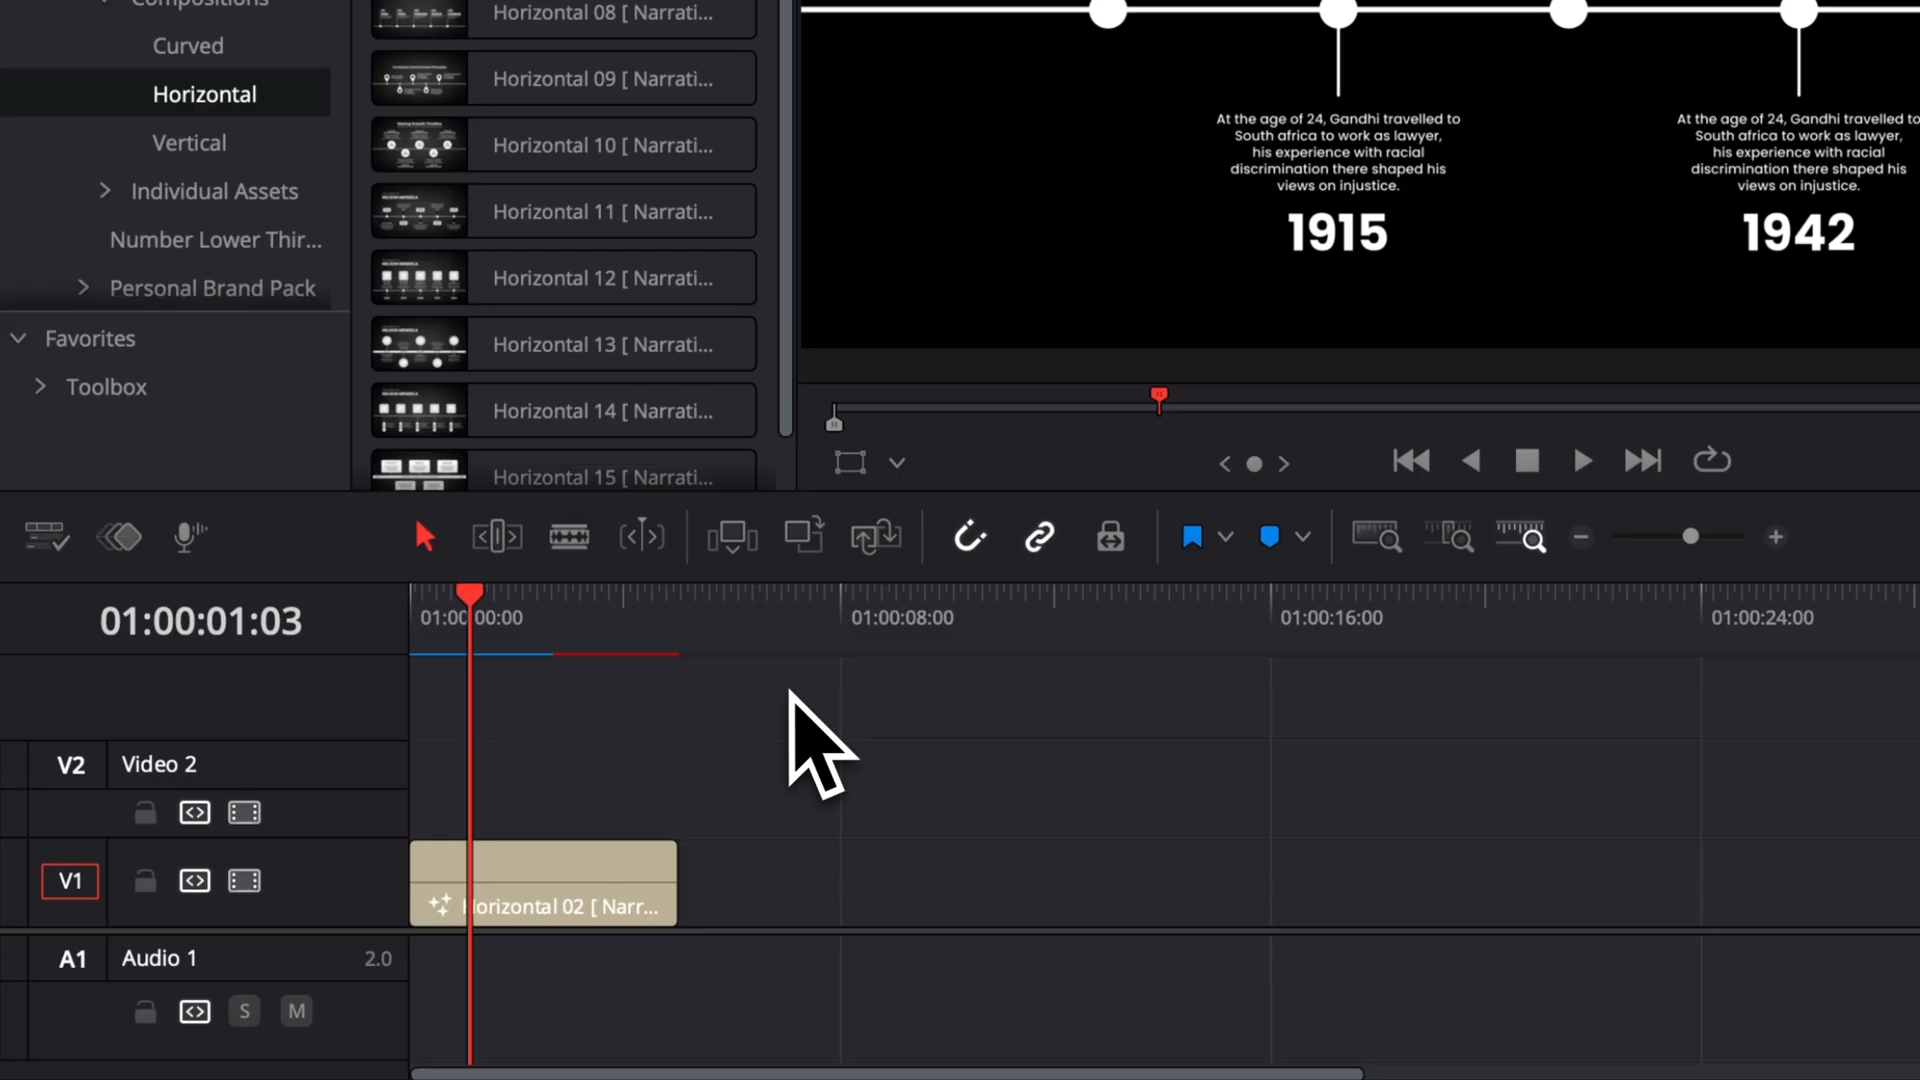 Compositions
Curved
Horizontal
Vertical
Individual Assets
Number Lower Thir...
Personal Brand Pack
Favorites
Toolbox
Horizontal 08 [ Narrati...
Horizontal 09 [ Narrati...
Horizontal 10 [ Narrati...
Horizontal 11 [ Narrati...
Horizontal 12 [ Narrati...
Horizontal 13 [ Narrati...
Horizontal 14 [ Narrati...
Horizontal 15 [ Narrati...
At the age of 24, Gandhi travelled to
South africa to work as lawyer,
his experience with racial
discrimination there shaped his
views on injustice.
1915
At the age of 24, Gandhi travelled to
South africa to work as lawyer,
his experience with racial
discrimination there shaped his
views on injustice.
1942
01:00:01:03
01:00:00:00
01:00:08:00
01:00:16:00
01:00:24:00
V2 Video 2
V1
Horizontal 02 [ Narr...
A1 Audio 1 2.0
S M